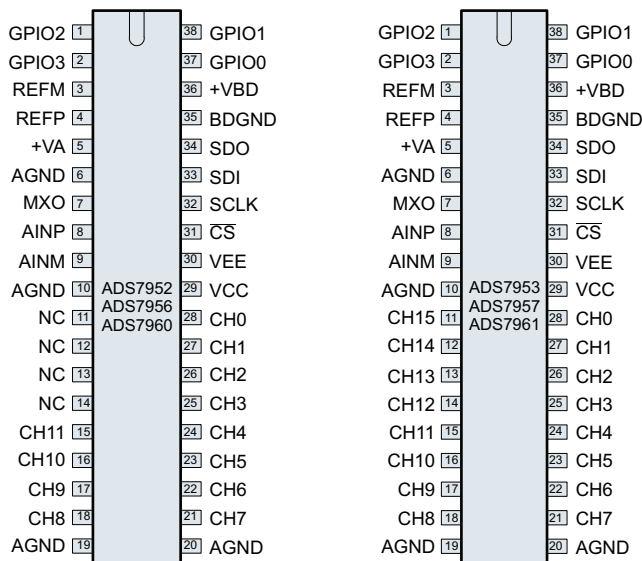 GPIO2 1 38 GPIO1
GPIO3 2 37 GPIO0
REFM 3 36 +VBD
REFP 4 35 BDGND
+VA 5 34 SDO
AGND 6 33 SDI
MXO 7 32 SCLK
AINP 8 31 CS
AINM 9 30 VEE
AGND 10 ADS7952 29 VCC
ADS7956
NC 11 ADS7960 28 CH0
NC 12 27 CH1
NC 13 26 CH2
NC 14 25 CH3
CH11 15 24 CH4
CH10 16 23 CH5
CH9 17 22 CH6
CH8 18 21 CH7
AGND 19 20 AGND
GPIO2 1 38 GPIO1
GPIO3 2 37 GPIO0
REFM 3 36 +VBD
REFP 4 35 BDGND
+VA 5 34 SDO
AGND 6 33 SDI
MXO 7 32 SCLK
AINP 8 31 CS
AINM 9 30 VEE
AGND 10 ADS7953 29 VCC
ADS7957
CH15 11 ADS7961 28 CH0
CH14 12 27 CH1
CH13 13 26 CH2
CH12 14 25 CH3
CH11 15 24 CH4
CH10 16 23 CH5
CH9 17 22 CH6
CH8 18 21 CH7
AGND 19 20 AGND